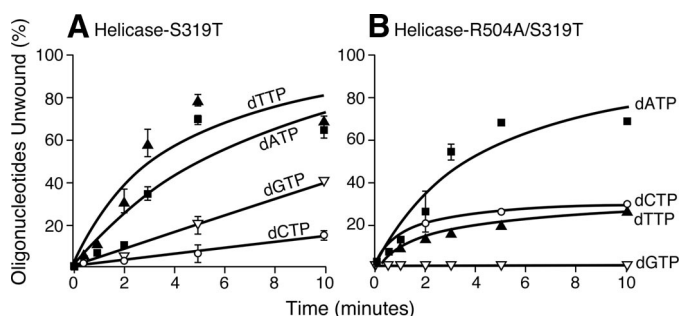 A Helicase-S319T
B Helicase-R504A/S319T
Oligonucleotides Unwound (%)
100
80
60
40
20
dTTP
dATP
dGTP
dCTP
0 2 4 6 8 10
100
80
60
40
20
dATP
dCTP
dTTP
dGTP
0 2 4 6 8 10
Time (minutes)